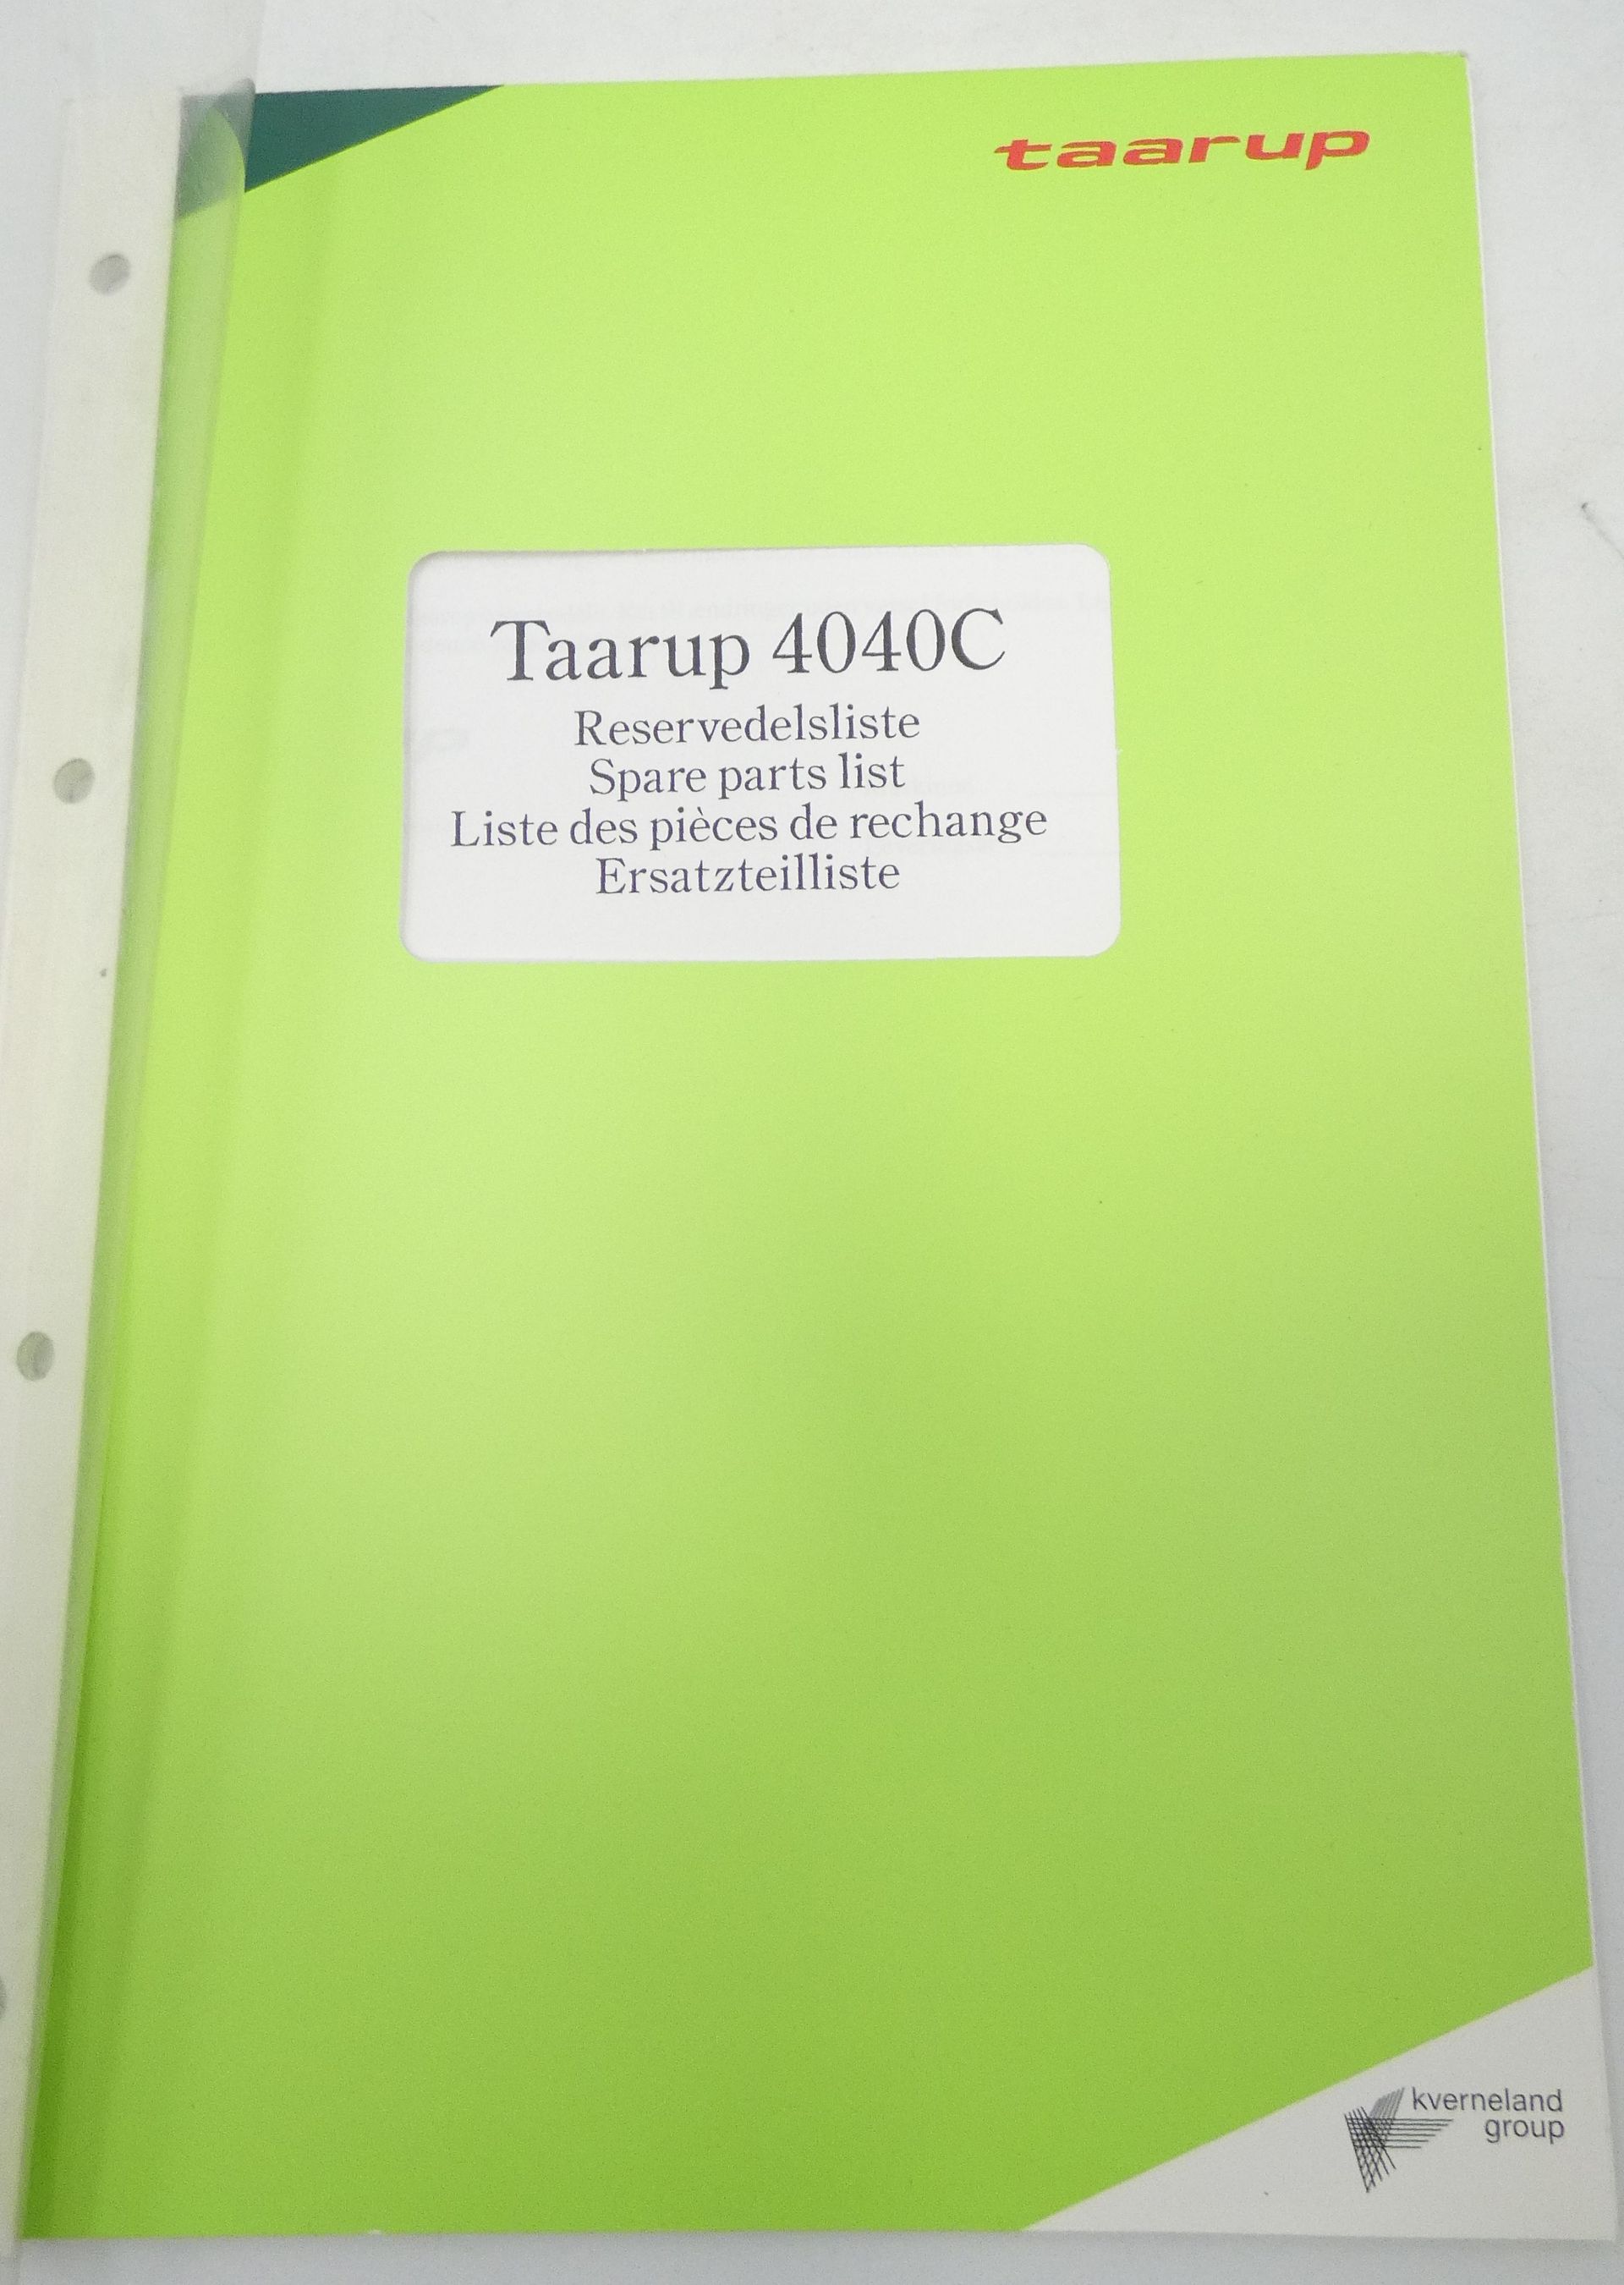 taarup
Taarup 4040C
Reservedelsliste
Spare parts list
Liste des pièces de rechange
Ersatzteilliste
kverneland
group